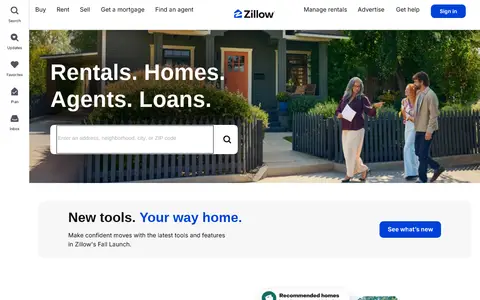 Search
Updates
Favorites
Plan
Inbox
Buy
Rent
Sell
Get a mortgage
Find an agent
Zillow
Manage rentals
Advertise
Get help
Sign in
Rentals. Homes.
Agents. Loans.
Enter an address, neighborhood, city, or ZIP code
New tools. Your way home.
Make confident moves with the latest tools and features
in Zillow's Fall Launch.
See what's new
Recommended homes